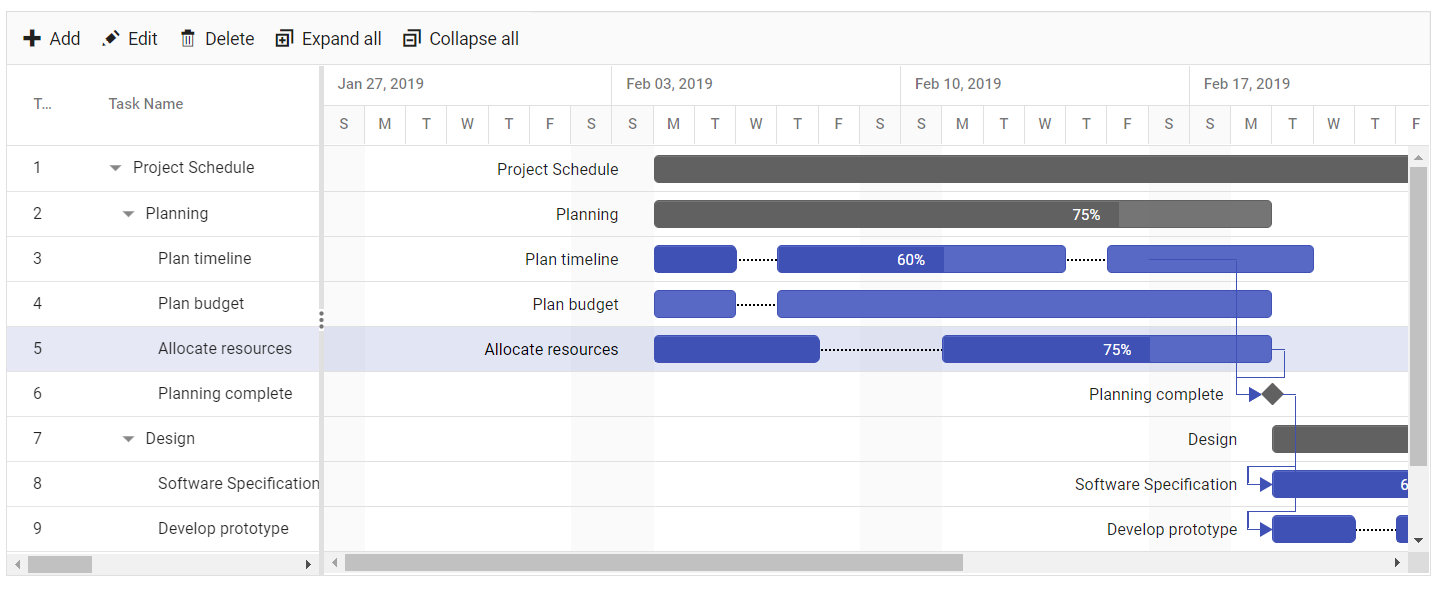 Add Edit Delete Expand all Collapse all
T... Task Name
Jan 27, 2019 Feb 03, 2019 Feb 10, 2019 Feb 17, 2019
S M T W T F S S M T W T F S S M T W T F S S M T W T F
1 Project Schedule Project Schedule
2 Planning Planning 75%
3 Plan timeline Plan timeline 60%
4 Plan budget Plan budget
5 Allocate resources Allocate resources 75%
6 Planning complete Planning complete
7 Design Design
8 Software Specification Software Specification 6
9 Develop prototype Develop prototype